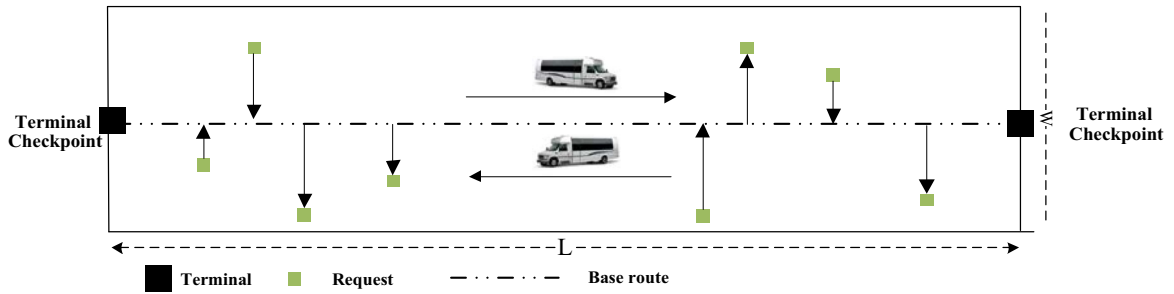 Terminal
Checkpoint
Terminal
Checkpoint
W
L
Terminal
Request
Base route